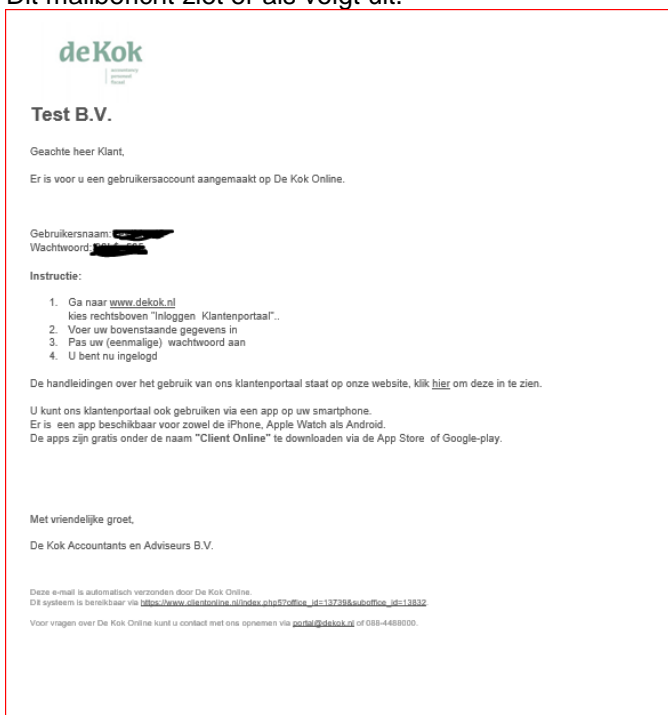 Dit mailbericht ziet er als volgt uit:
deKok
accountancy
personeel
fiscaal
Test B.V.
Geachte heer Klant,
Er is voor u een gebruikersaccount aangemaakt op De Kok Online.
Gebruikersnaam:
Wachtwoord:
Instructie:
1. Ga naar www.dekok.nl
kies rechtsboven "Inloggen Klantenportaal"..
2. Voer uw bovenstaande gegevens in
3. Pas uw (eenmalige) wachtwoord aan
4. U bent nu ingelogd
De handleidingen over het gebruik van ons klantenportaal staat op onze website, klik hier om deze in te zien.
U kunt ons klantenportaal ook gebruiken via een app op uw smartphone.
Er is een app beschikbaar voor zowel de iPhone, Apple Watch als Android.
De apps zijn gratis onder de naam "Client Online" te downloaden via de App Store of Google-play.
Met vriendelijke groet,
De Kok Accountants en Adviseurs B.V.
Deze e-mail is automatisch verzonden door De Kok Online
Dit systeem is bereikbaar via https://www.clientonline.nl/index.php5?office_id=13739&suboffice_id=13832
Voor vragen over De Kok Online kunt u contact met ons opnemen via portal@dekok.nl of 088-4488000.